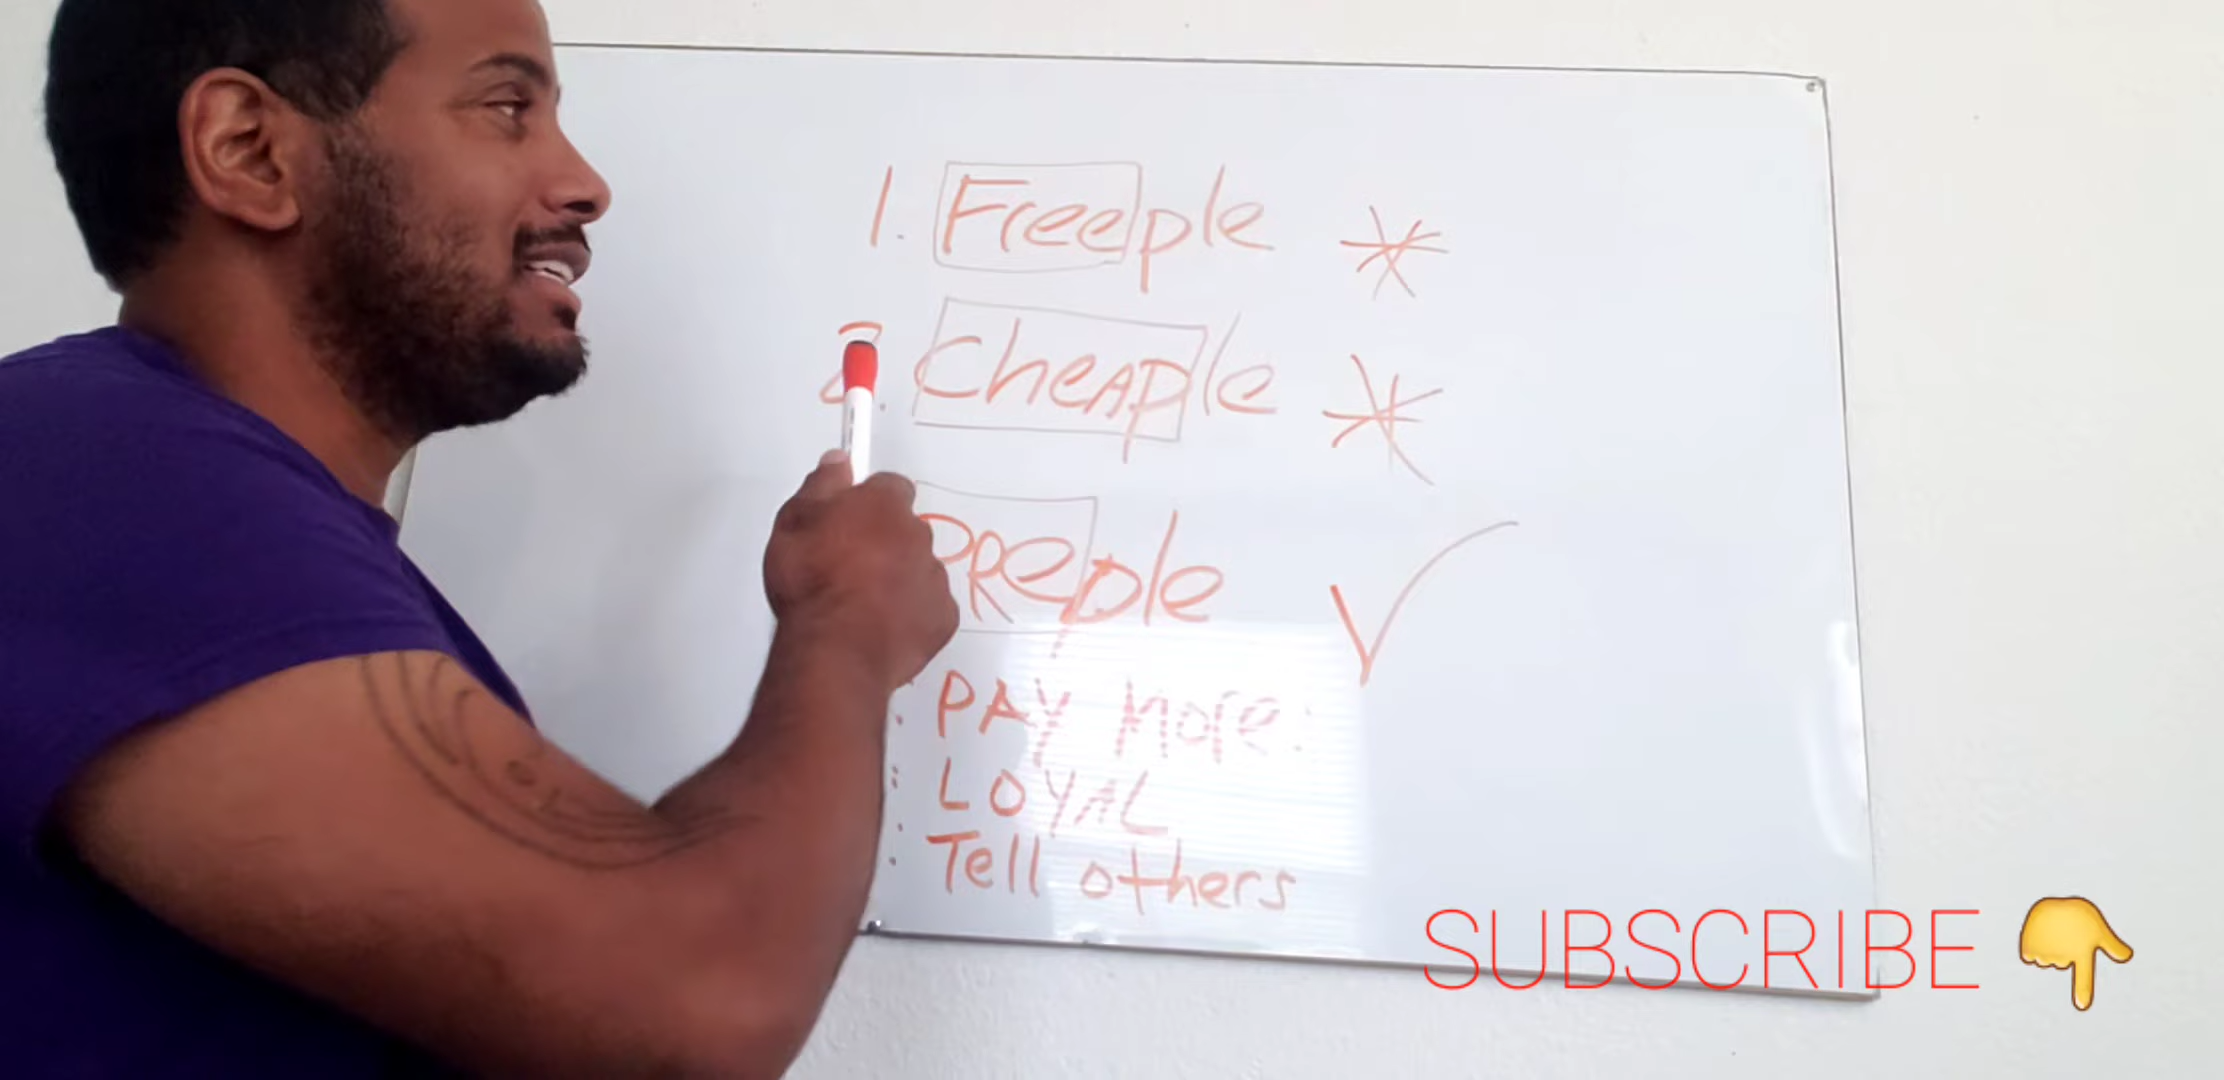 1. Freeple *
2. CheAple *
PReple ✓
PAY More:
LOYAL
Tell others
SUBSCRIBE 👇